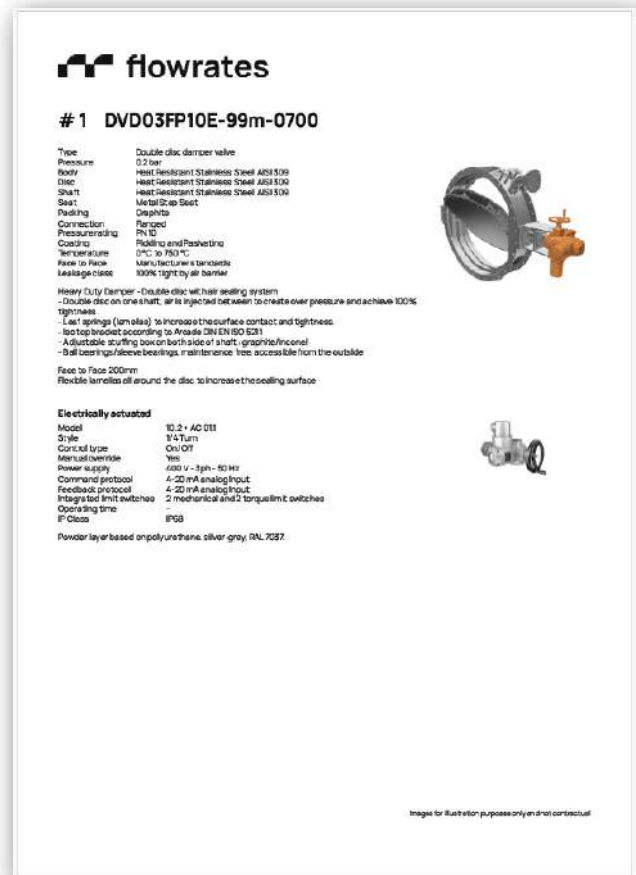 flowrates
#1 DVD03FP10E-99m-0700
Type Double disc damper valve
Pressure 0.2 bar
Body Heat Resistant Stainless Steel AISI 309
Disc Heat Resistant Stainless Steel AISI 309
Shaft Heat Resistant Stainless Steel AISI 309
Seat Metal Step Seat
Packing Graphite
Connection Flanged
Pressure rating PN 10
Coating Pickling and Pasivating
Temperature 0°C to 750 °C
Face to Face Manufacturer standards
Leakage class 100% tight by air barrier
Heavy Duty Damper - Double disc with air sealing system
- Double disc on one shaft, air is injected between to create over pressure and achieve 100%
tightness
- Leaf springs (lamellas) to increase the surface contact and tightness.
- Iso top bracket according to DIN EN ISO 5211
- Adjustable stuffing box on both side of shaft : graphite/inconel
- Ball bearings/sleeve bearings, maintenance free, accessible from the outside
Face to Face 200mm
Flexible lamellas all around the disc to increase the sealing surface
Electrically actuated
Model 10.2 + AC 01.1
Style 1/4 Turn
Control type On/Off
Manual override Yes
Power supply 400 V - 3ph - 50 Hz
Command protocol 4-20 mA analog input
Feedback protocol 4-20 mA analog input
Integrated limit switches 2 mechanical and 2 torque limit switches
Operating time -
IP Class IP68
Powder layer based on polyurethane. silver-grey, RAL 7037.
Images for illustration purposes only and not contractual